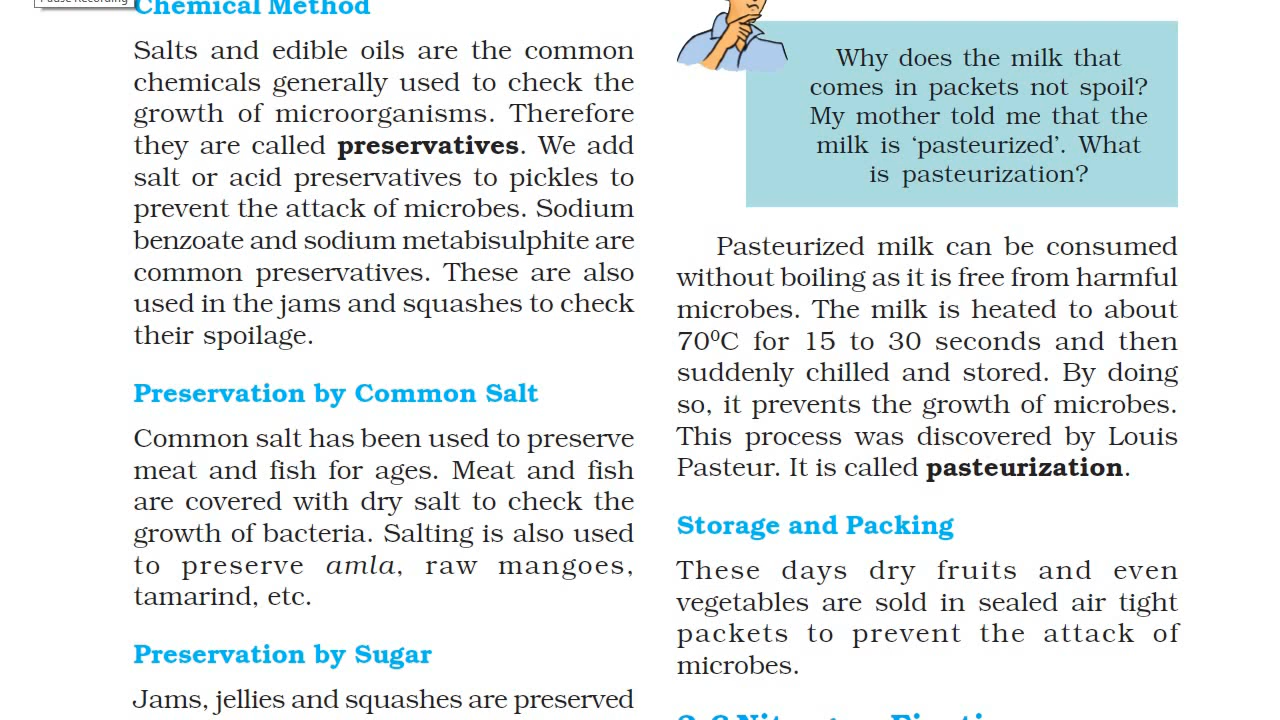 Pause Recording
Chemical Method
Salts and edible oils are the common
chemicals generally used to check the
growth of microorganisms. Therefore
they are called preservatives. We add
salt or acid preservatives to pickles to
prevent the attack of microbes. Sodium
benzoate and sodium metabisulphite are
common preservatives. These are also
used in the jams and squashes to check
their spoilage.
Preservation by Common Salt
Common salt has been used to preserve
meat and fish for ages. Meat and fish
are covered with dry salt to check the
growth of bacteria. Salting is also used
to preserve amla, raw mangoes,
tamarind, etc.
Preservation by Sugar
Jams, jellies and squashes are preserved
Why does the milk that
comes in packets not spoil?
My mother told me that the
milk is ‘pasteurized’. What
is pasteurization?
Pasteurized milk can be consumed
without boiling as it is free from harmful
microbes. The milk is heated to about
70⁰C for 15 to 30 seconds and then
suddenly chilled and stored. By doing
so, it prevents the growth of microbes.
This process was discovered by Louis
Pasteur. It is called pasteurization.
Storage and Packing
These days dry fruits and even
vegetables are sold in sealed air tight
packets to prevent the attack of
microbes.